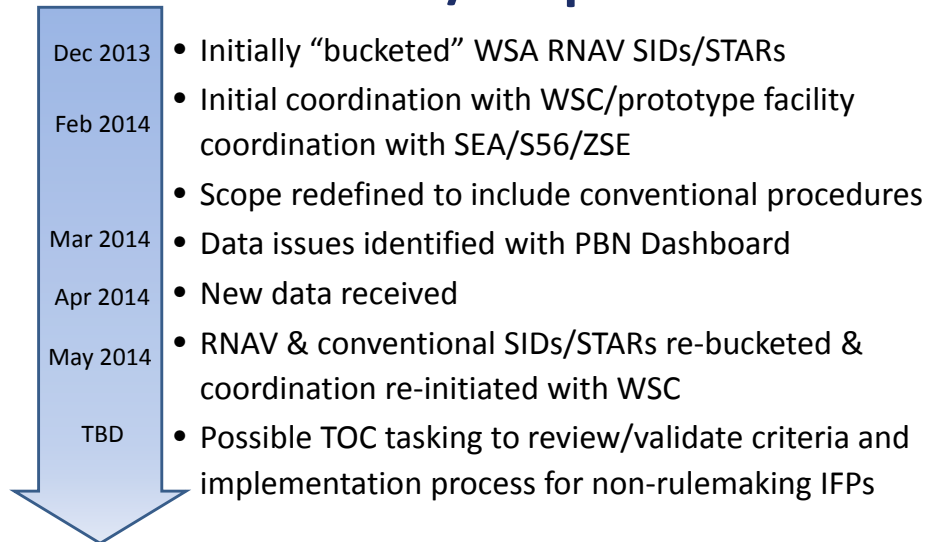 Dec 2013
• Initially “bucketed” WSA RNAV SIDs/STARs
Feb 2014
• Initial coordination with WSC/prototype facility
coordination with SEA/S56/ZSE
• Scope redefined to include conventional procedures
Mar 2014
• Data issues identified with PBN Dashboard
Apr 2014
• New data received
May 2014
• RNAV & conventional SIDs/STARs re-bucketed &
coordination re-initiated with WSC
TBD
• Possible TOC tasking to review/validate criteria and
implementation process for non-rulemaking IFPs